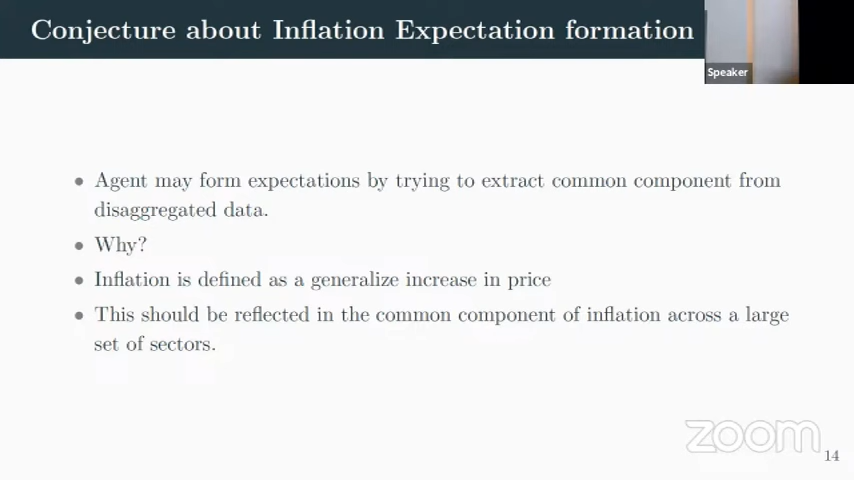 Conjecture about Inflation Expectation formation
Speaker
• Agent may form expectations by trying to extract common component from
disaggregated data.
• Why?
• Inflation is defined as a generalize increase in price
• This should be reflected in the common component of inflation across a large
set of sectors.
zoom
14